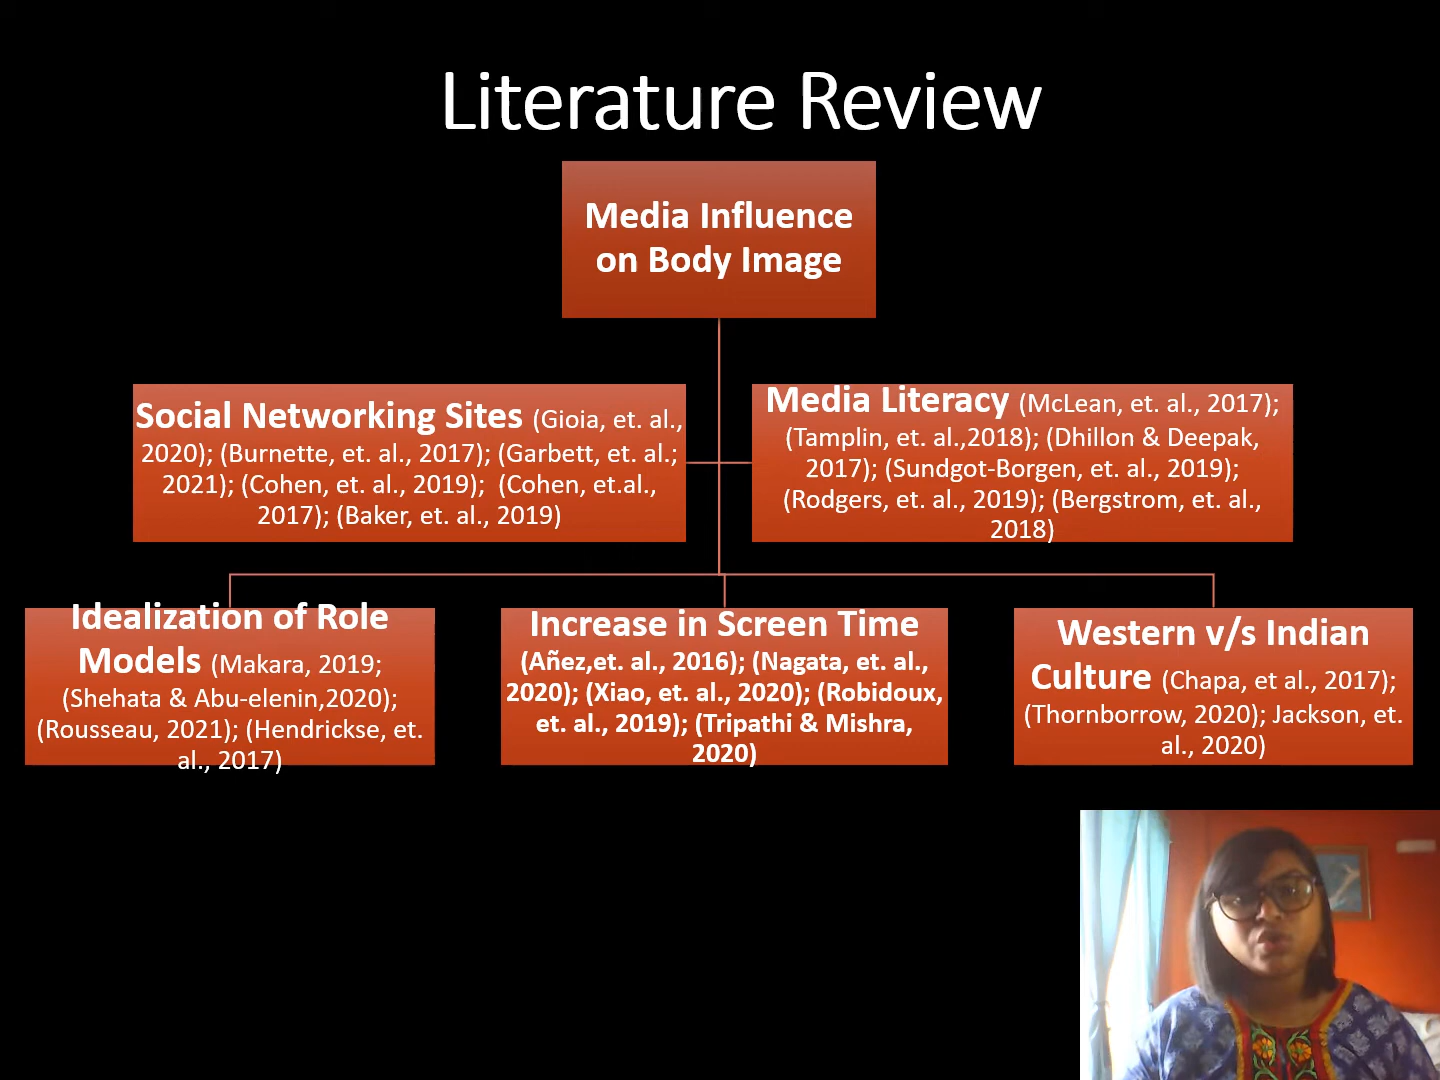 Literature Review
Media Influence
on Body Image
Social Networking Sites (Gioia, et. al.,
2020); (Burnette, et. al., 2017); (Garbett, et. al.;
2021); (Cohen, et. al., 2019);  (Cohen, et.al.,
2017); (Baker, et. al., 2019)
Media Literacy (McLean, et. al., 2017);
(Tamplin, et. al.,2018); (Dhillon & Deepak,
2017); (Sundgot-Borgen, et. al., 2019);
(Rodgers, et. al., 2019); (Bergstrom, et. al.,
2018)
Idealization of Role
Models (Makara, 2019;
(Shehata & Abu-elenin,2020);
(Rousseau, 2021); (Hendrickse, et.
al., 2017)
Increase in Screen Time
(Añez,et. al., 2016); (Nagata, et. al.,
2020); (Xiao, et. al., 2020); (Robidoux,
et. al., 2019); (Tripathi & Mishra,
2020)
Western v/s Indian
Culture (Chapa, et al., 2017);
(Thornborrow, 2020); Jackson, et.
al., 2020)